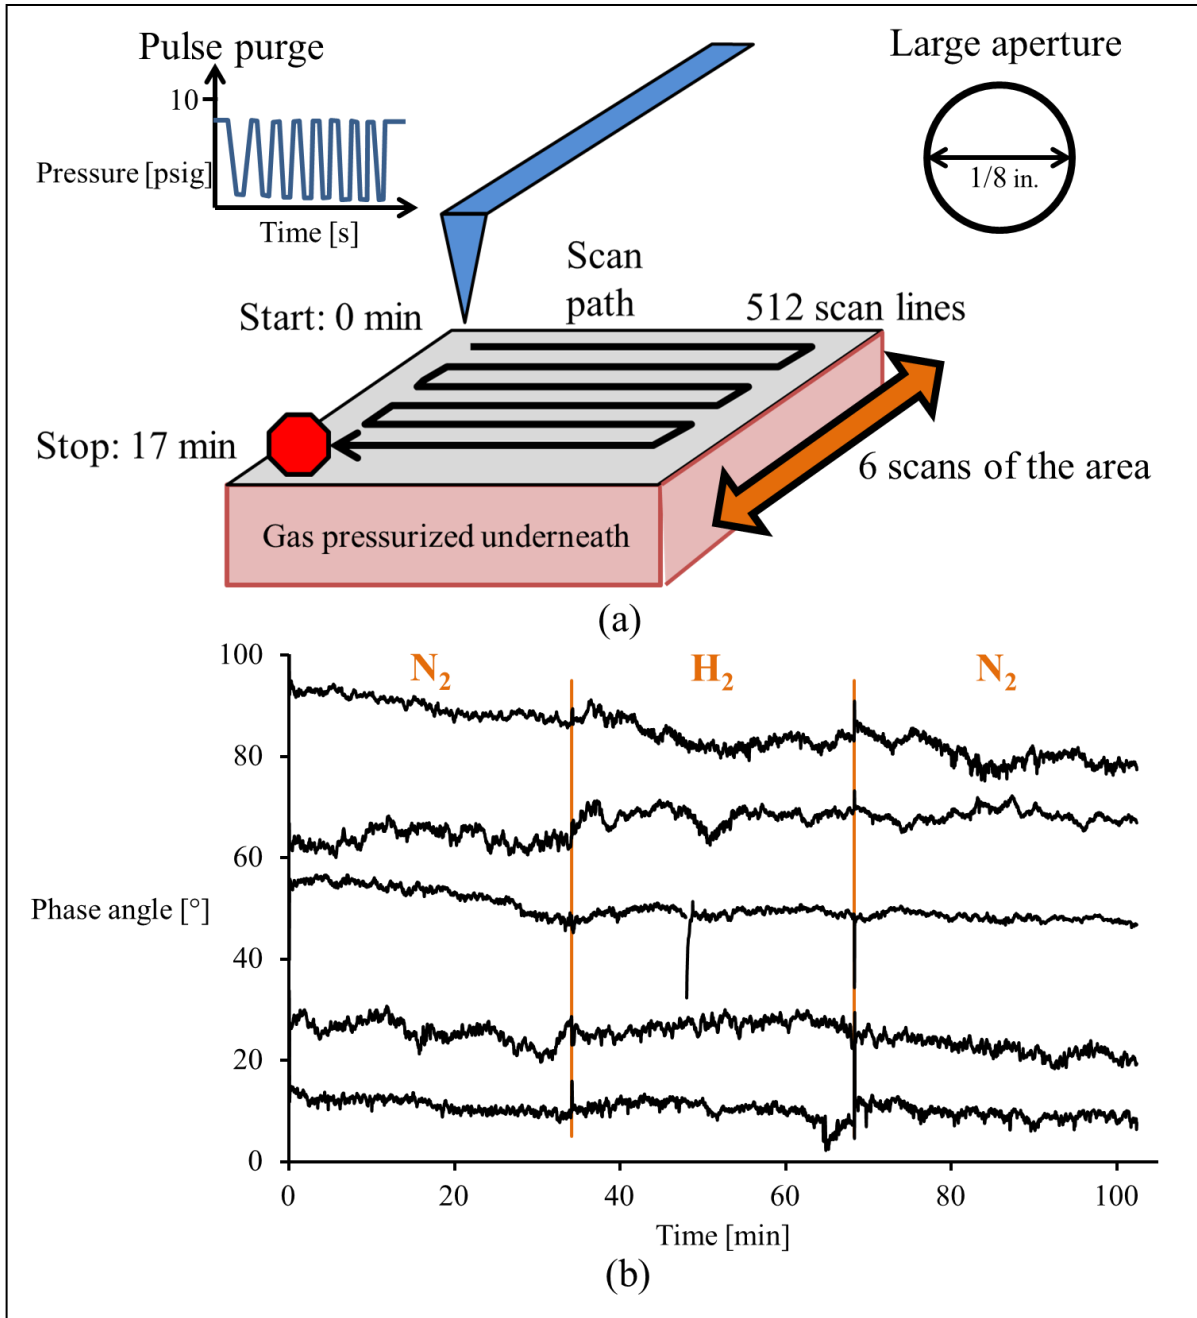 Pulse purge
10
Pressure [psig]
Time [s]
Large aperture
1/8 in.
Scan
path
Start: 0 min
512 scan lines
Stop: 17 min
6 scans of the area
Gas pressurized underneath
(a)
100
80
60
40
20
0
Phase angle [°]
N₂
H₂
N₂
0
20
40
60
80
100
Time [min]
(b)